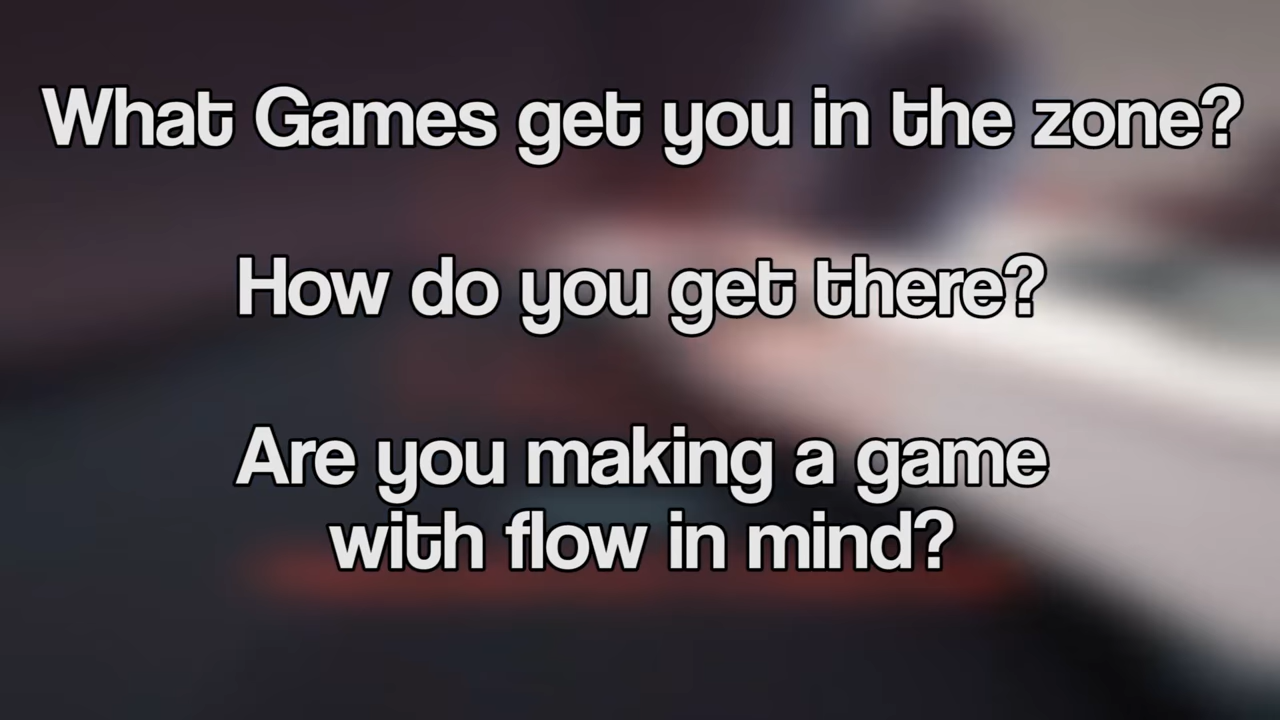 What Games get you in the zone?
How do you get there?
Are you making a game
with flow in mind?